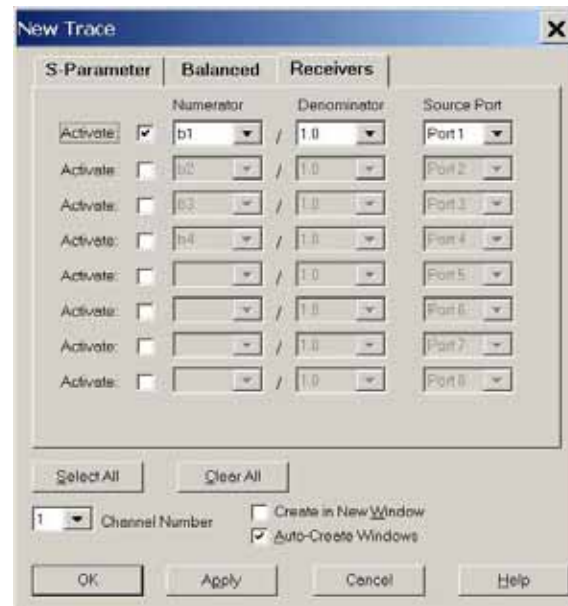 New Trace
S-Parameter Balanced Receivers
Numerator Denominator Source Port
Activate: b1 / 1.0 Port 1
Activate: b2 / 1.0 Port 2
Activate: b3 / 1.0 Port 3
Activate: b4 / 1.0 Port 4
Activate: / 1.0 Port 5
Activate: / 1.0 Port 6
Activate: / 1.0 Port 7
Activate: / 1.0 Port 8
Select All Clear All
1 Channel Number
Create in New Window
Auto-Create Windows
OK Apply Cancel Help